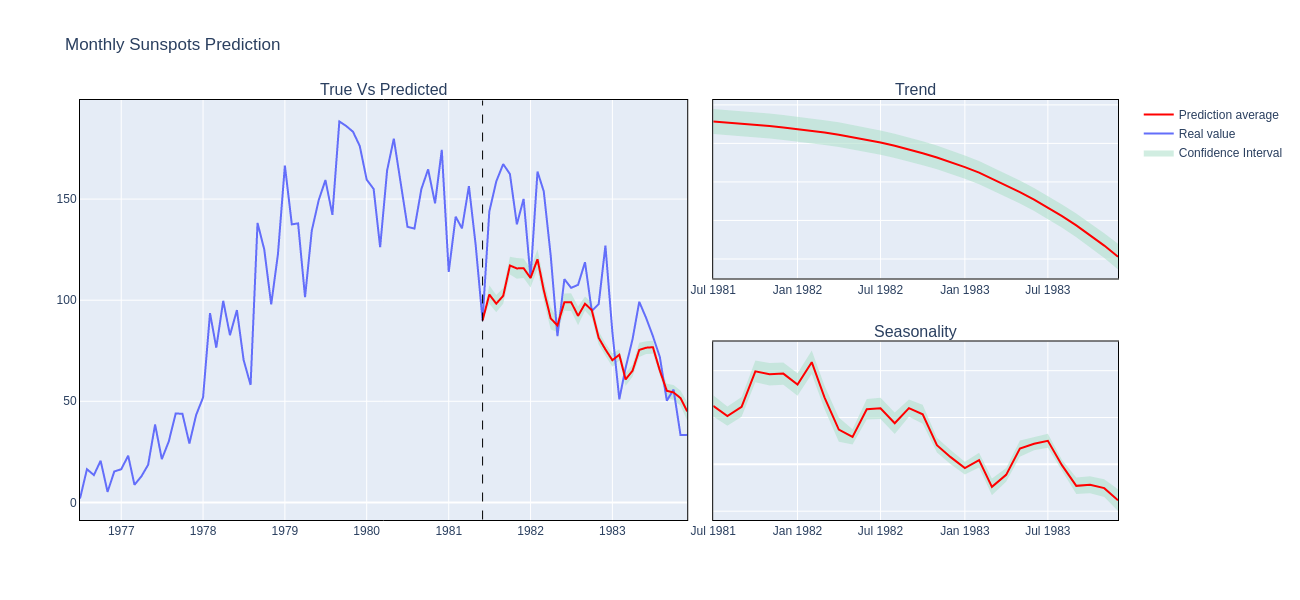 Monthly Sunspots Prediction
True Vs Predicted
150
100
50
0
1977 1978 1979 1980 1981 1982 1983
Trend
Jul 1981 Jan 1982 Jul 1982 Jan 1983 Jul 1983
Seasonality
Jul 1981 Jan 1982 Jul 1982 Jan 1983 Jul 1983
Prediction average
Real value
Confidence Interval